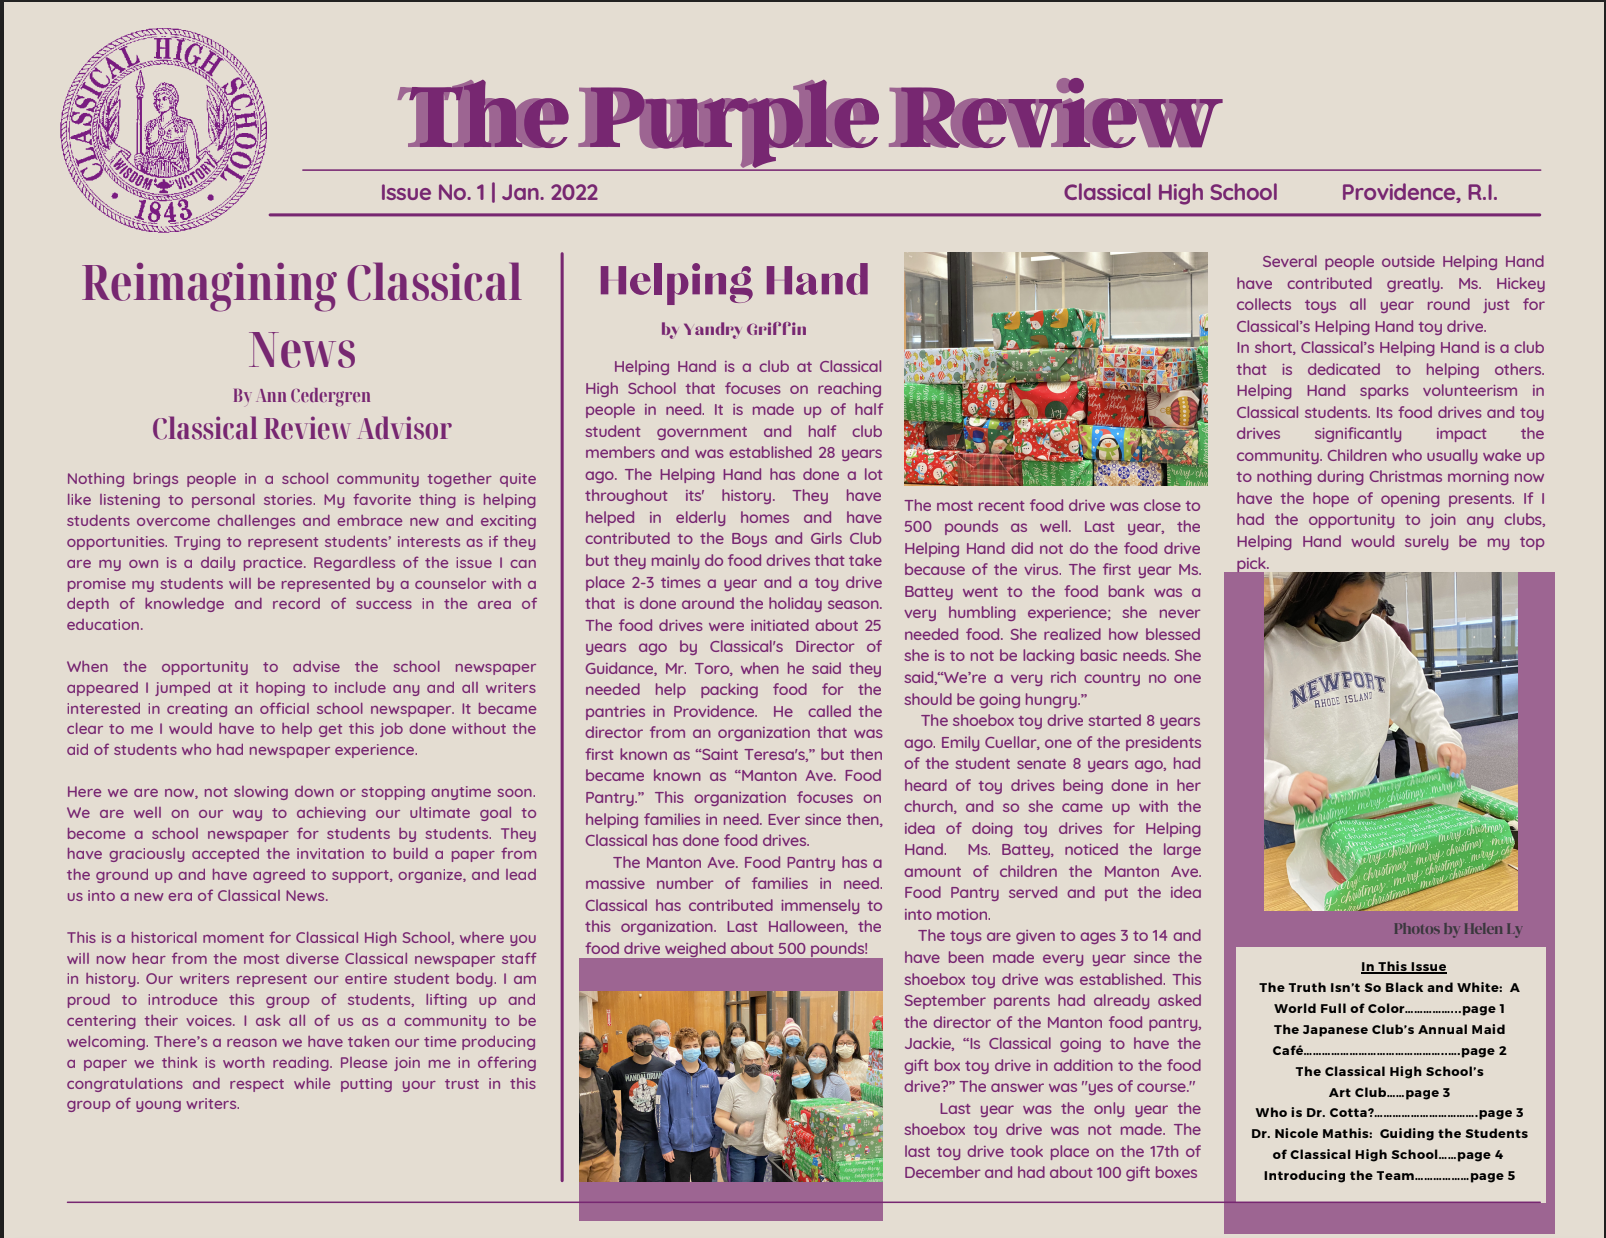 CLASSICAL HIGH SCHOOL
WISDOM VICTORY
• 1843 •
The Purple Review
Issue No. 1 | Jan. 2022
Classical High School
Providence, R.I.
Reimagining Classical
News
By Ann Cedergren
Classical Review Advisor
Nothing brings people in a school community together quite
like listening to personal stories. My favorite thing is helping
students overcome challenges and embrace new and exciting
opportunities. Trying to represent students’ interests as if they
are my own is a daily practice. Regardless of the issue I can
promise my students will be represented by a counselor with a
depth of knowledge and record of success in the area of
education.
When the opportunity to advise the school newspaper
appeared I jumped at it hoping to include any and all writers
interested in creating an official school newspaper. It became
clear to me I would have to help get this job done without the
aid of students who had newspaper experience.
Here we are now, not slowing down or stopping anytime soon.
We are well on our way to achieving our ultimate goal to
become a school newspaper for students by students. They
have graciously accepted the invitation to build a paper from
the ground up and have agreed to support, organize, and lead
us into a new era of Classical News.
This is a historical moment for Classical High School, where you
will now hear from the most diverse Classical newspaper staff
in history. Our writers represent our entire student body. I am
proud to introduce this group of students, lifting up and
centering their voices. I ask all of us as a community to be
welcoming. There’s a reason we have taken our time producing
a paper we think is worth reading. Please join me in offering
congratulations and respect while putting your trust in this
group of young writers.
Helping Hand
by Yandry Griffin
Helping Hand is a club at Classical
High School that focuses on reaching
people in need. It is made up of half
student government and half club
members and was established 28 years
ago. The Helping Hand has done a lot
throughout its' history. They have
helped in elderly homes and have
contributed to the Boys and Girls Club
but they mainly do food drives that take
place 2-3 times a year and a toy drive
that is done around the holiday season.
The food drives were initiated about 25
years ago by Classical's Director of
Guidance, Mr. Toro, when he said they
needed help packing food for the
pantries in Providence. He called the
director from an organization that was
first known as “Saint Teresa's,” but then
became known as “Manton Ave. Food
Pantry.” This organization focuses on
helping families in need. Ever since then,
Classical has done food drives.
The Manton Ave. Food Pantry has a
massive number of families in need.
Classical has contributed immensely to
this organization. Last Halloween, the
food drive weighed about 500 pounds!
MANDALORIAN
The most recent food drive was close to
500 pounds as well. Last year, the
Helping Hand did not do the food drive
because of the virus. The first year Ms.
Battey went to the food bank was a
very humbling experience; she never
needed food. She realized how blessed
she is to not be lacking basic needs. She
said,“We’re a very rich country no one
should be going hungry.”
The shoebox toy drive started 8 years
ago. Emily Cuellar, one of the presidents
of the student senate 8 years ago, had
heard of toy drives being done in her
church, and so she came up with the
idea of doing toy drives for Helping
Hand. Ms. Battey, noticed the large
amount of children the Manton Ave.
Food Pantry served and put the idea
into motion.
The toys are given to ages 3 to 14 and
have been made every year since the
shoebox toy drive was established. This
September parents had already asked
the director of the Manton food pantry,
Jackie, “Is Classical going to have the
gift box toy drive in addition to the food
drive?” The answer was "yes of course."
Last year was the only year the
shoebox toy drive was not made. The
last toy drive took place on the 17th of
December and had about 100 gift boxes
Several people outside Helping Hand
have contributed greatly. Ms. Hickey
collects toys all year round just for
Classical’s Helping Hand toy drive.
In short, Classical’s Helping Hand is a club
that is dedicated to helping others.
Helping Hand sparks volunteerism in
Classical students. Its food drives and toy
drives significantly impact the
community. Children who usually wake up
to nothing during Christmas morning now
have the hope of opening presents. If I
had the opportunity to join any clubs,
Helping Hand would surely be my top
pick.
NEWPORT
RHODE ISLAND
merry christmas
Photos by Helen Ly
In This Issue
The Truth Isn’t So Black and White: A
World Full of Color.................page 1
The Japanese Club’s Annual Maid
Café.............................................page 2
The Classical High School’s
Art Club......page 3
Who is Dr. Cotta?...............................page 3
Dr. Nicole Mathis: Guiding the Students
of Classical High School......page 4
Introducing the Team..................page 5